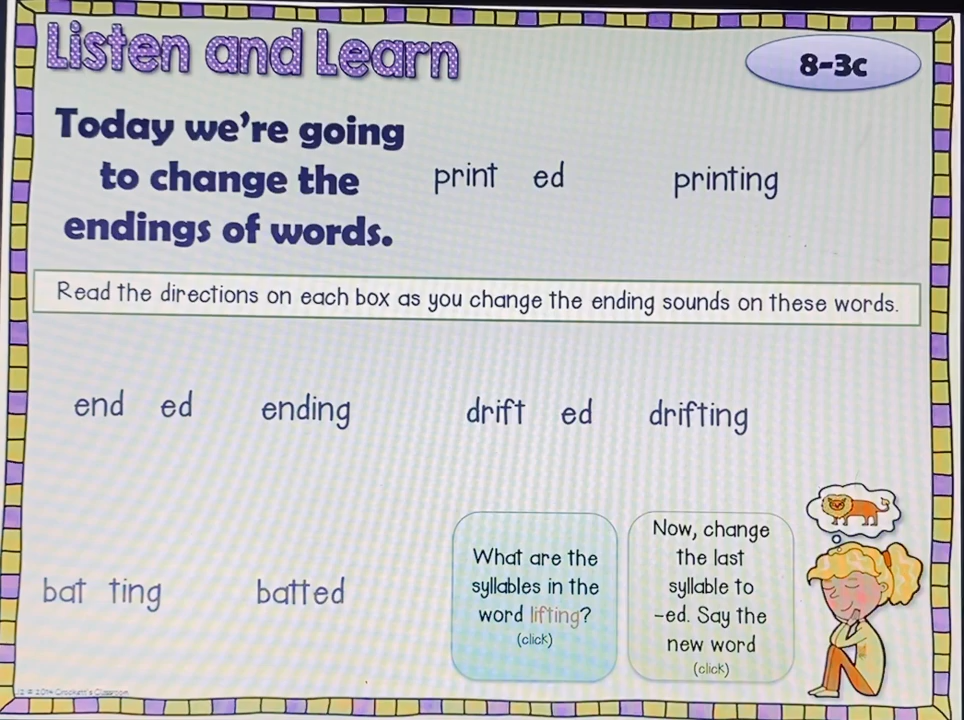 Listen and Learn
8-3c
Today we're going
to change the
endings of words.
print ed printing
Read the directions on each box as you change the ending sounds on these words.
end ed ending drift ed drifting
bat ting batted
What are the
syllables in the
word lifting?
(click)
Now, change
the last
syllable to
-ed. Say the
new word
(click)
© 2014 Crockett's Classroom